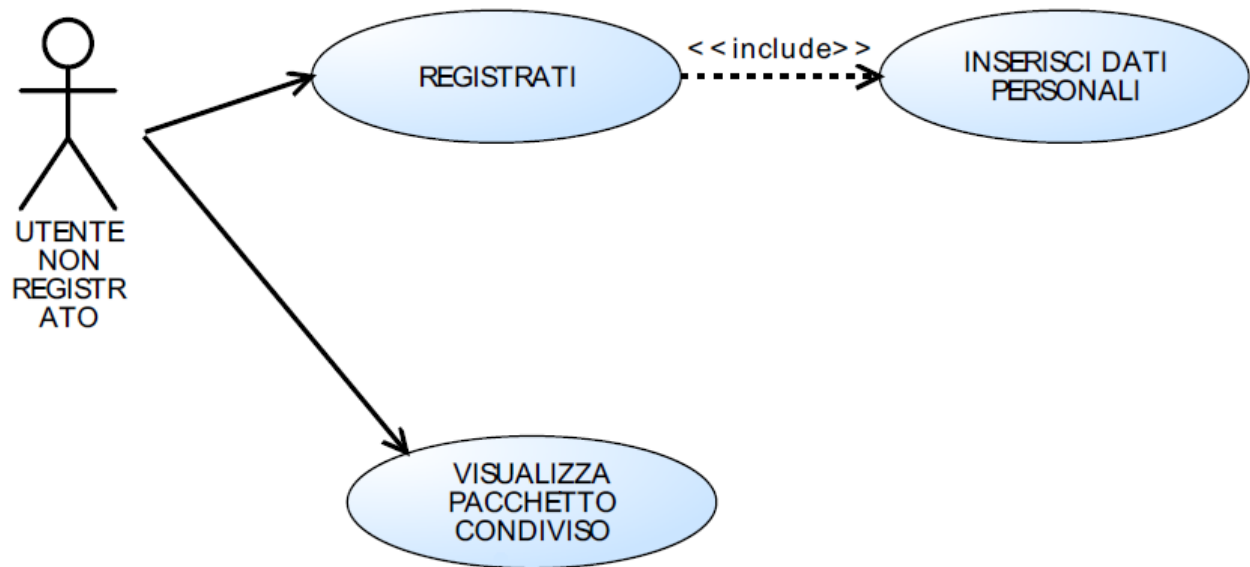 REGISTRATI
<<include>>
INSERISCI DATI
PERSONALI
UTENTE
NON
REGISTR
ATO
VISUALIZZA
PACCHETTO
CONDIVISO